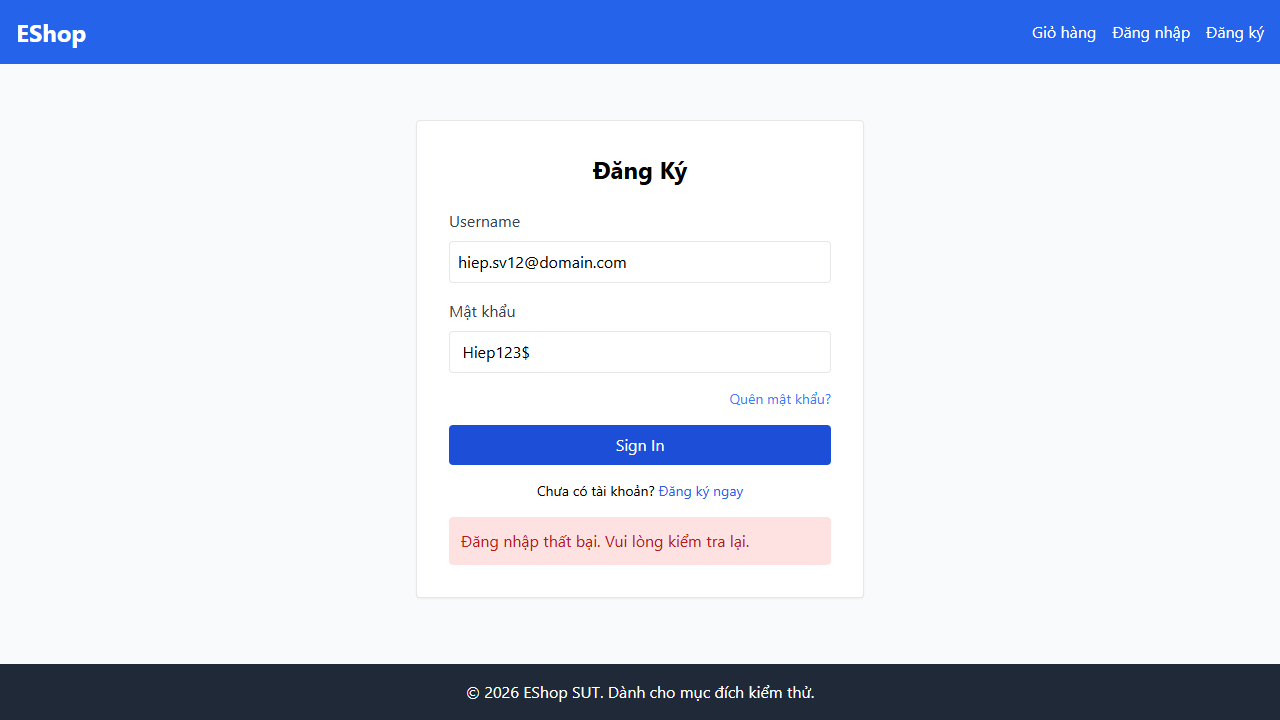 EShop
Giỏ hàng Đăng nhập Đăng ký
Đăng Ký
Username
hiep.sv12@domain.com
Mật khẩu
Hiep123$
Quên mật khẩu?
Sign In
Chưa có tài khoản? Đăng ký ngay
Đăng nhập thất bại. Vui lòng kiểm tra lại.
© 2026 EShop SUT. Dành cho mục đích kiểm thử.